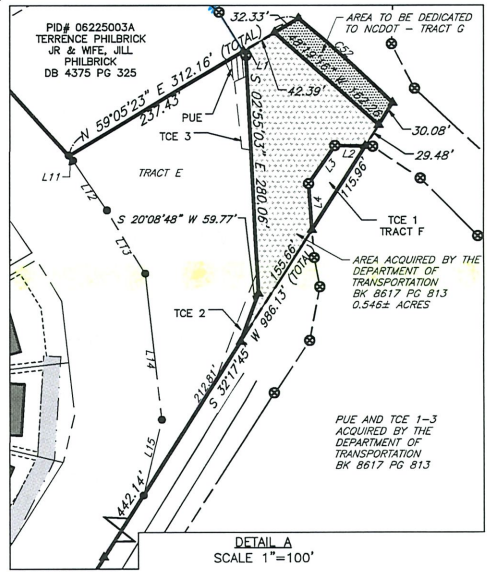 PID# 06225003A
TERRENCE PHILBRICK
JR & WIFE, JILL
PHILBRICK
DB 4375 PG 325
32.33'
AREA TO BE DEDICATED
TO NCDOT - TRACT G
N 59°05'23" E 312.16' (TOTAL)
237.43'
L1
C52
42.39'
30.08'
29.48'
PUE
TCE 3
S 02°55'03" E 280.06'
L11
L12
L13
L14
L15
TRACT E
L2
L3
L4
115.96'
TCE 1
TRACT F
S 20°08'48" W 59.77'
155.66'
AREA ACQUIRED BY THE
DEPARTMENT OF
TRANSPORTATION
BK 8617 PG 813
0.546± ACRES
TCE 2
S 32°17'45" W 986.13' (TOTAL)
212.81'
442.14'
PUE AND TCE 1-3
ACQUIRED BY THE
DEPARTMENT OF
TRANSPORTATION
BK 8617 PG 813
DETAIL A
SCALE 1"=100'